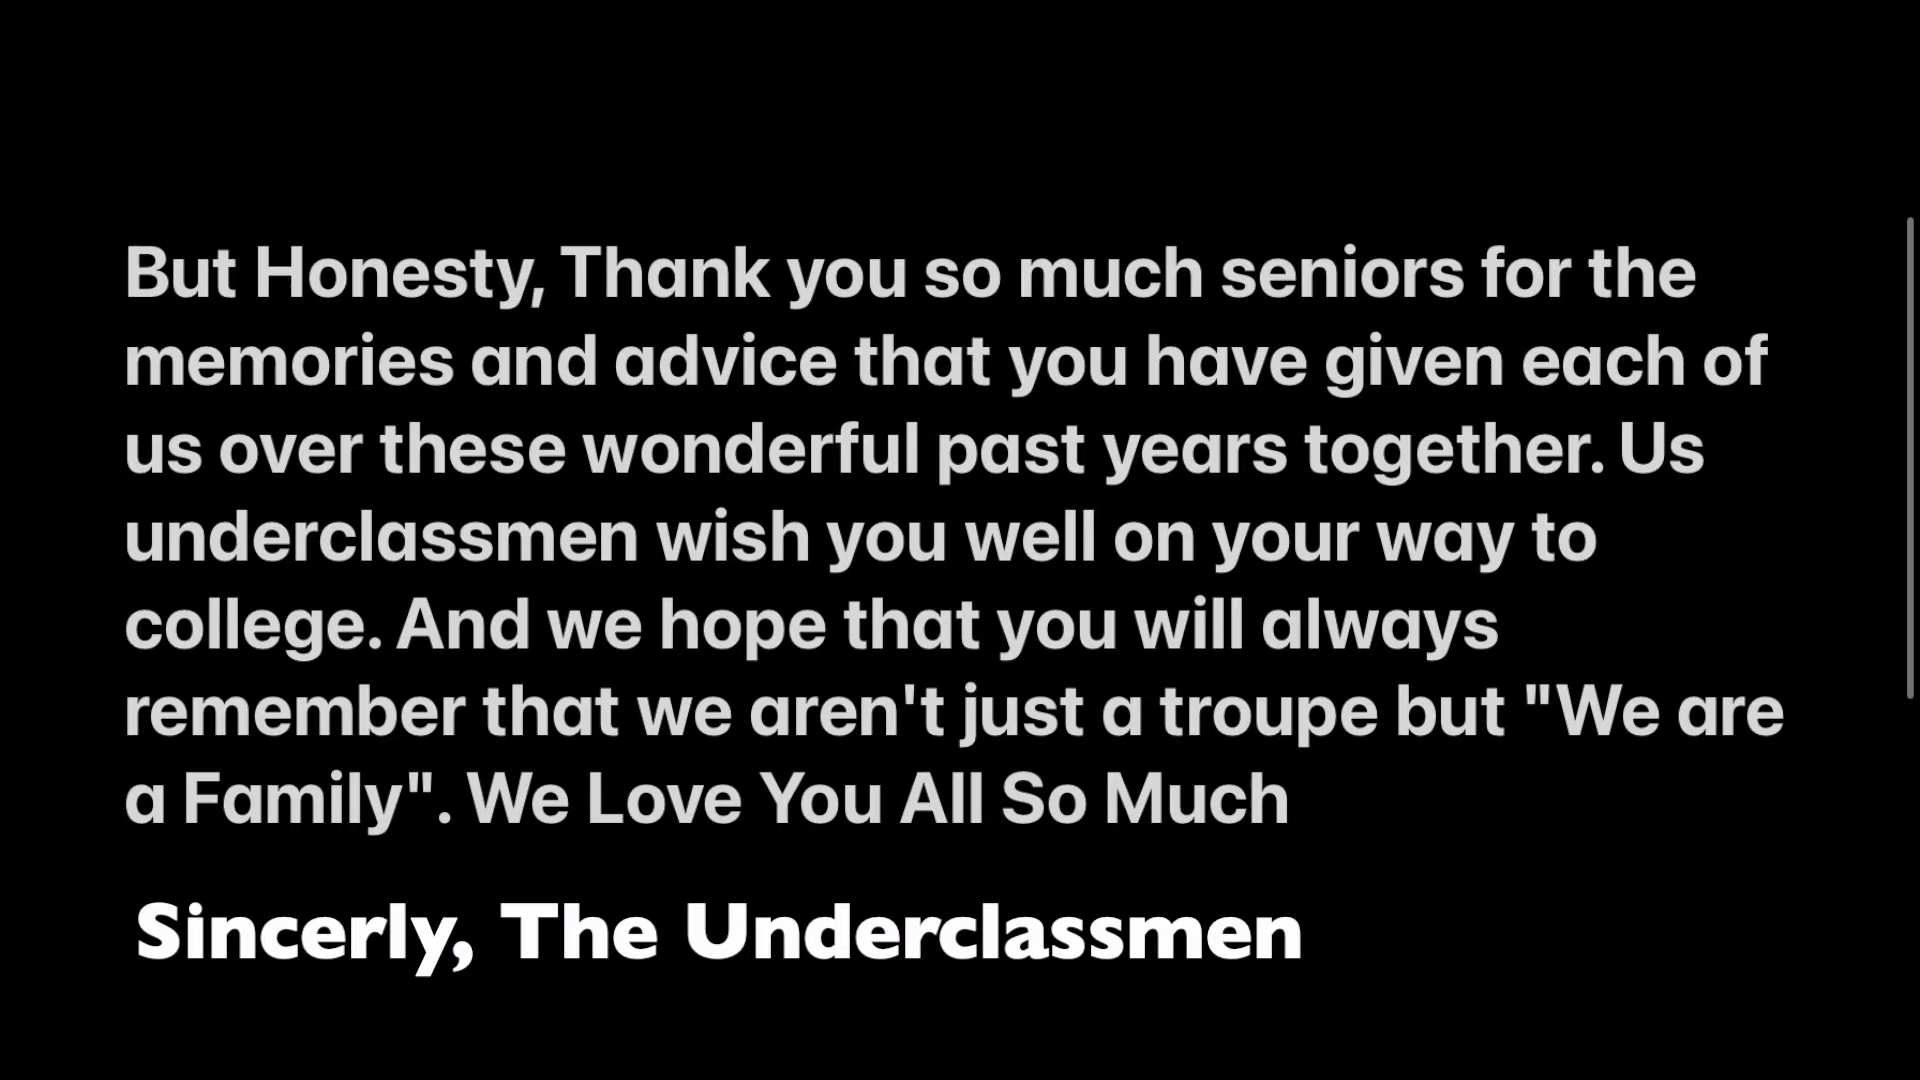 But Honesty, Thank you so much seniors for the
memories and advice that you have given each of
us over these wonderful past years together. Us
underclassmen wish you well on your way to
college. And we hope that you will always
remember that we aren't just a troupe but "We are
a Family". We Love You All So Much
Sincerly, The Underclassmen